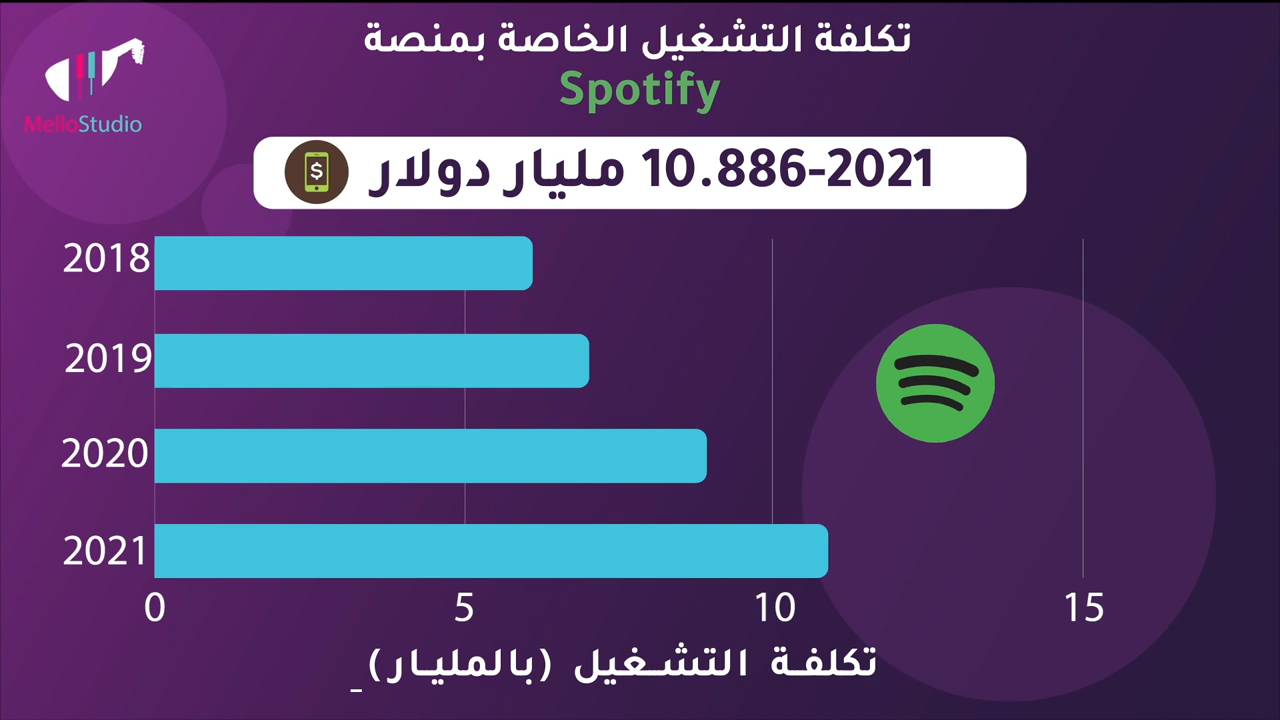 تكلفة التشغيل الخاصة بمنصة
Spotify
MelloStudio
2021-10.886 مليار دولار
$
2018
2019
2020
2021
0 5 10 15
تكلفة التشغيل (بالمليار)_